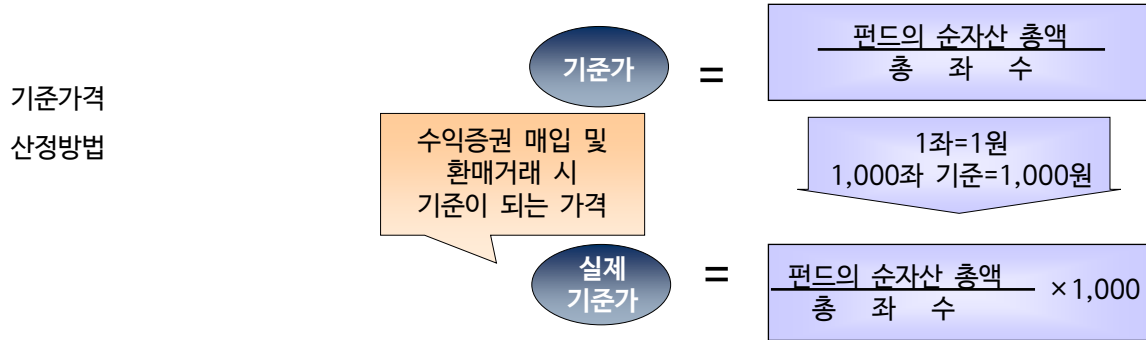 기준가격
산정방법
기준가
=
펀드의 순자산 총액
총 좌 수
수익증권 매입 및
환매거래 시
기준이 되는 가격
1좌=1원
1,000좌 기준=1,000원
실제
기준가
=
펀드의 순자산 총액
총 좌 수
×1,000